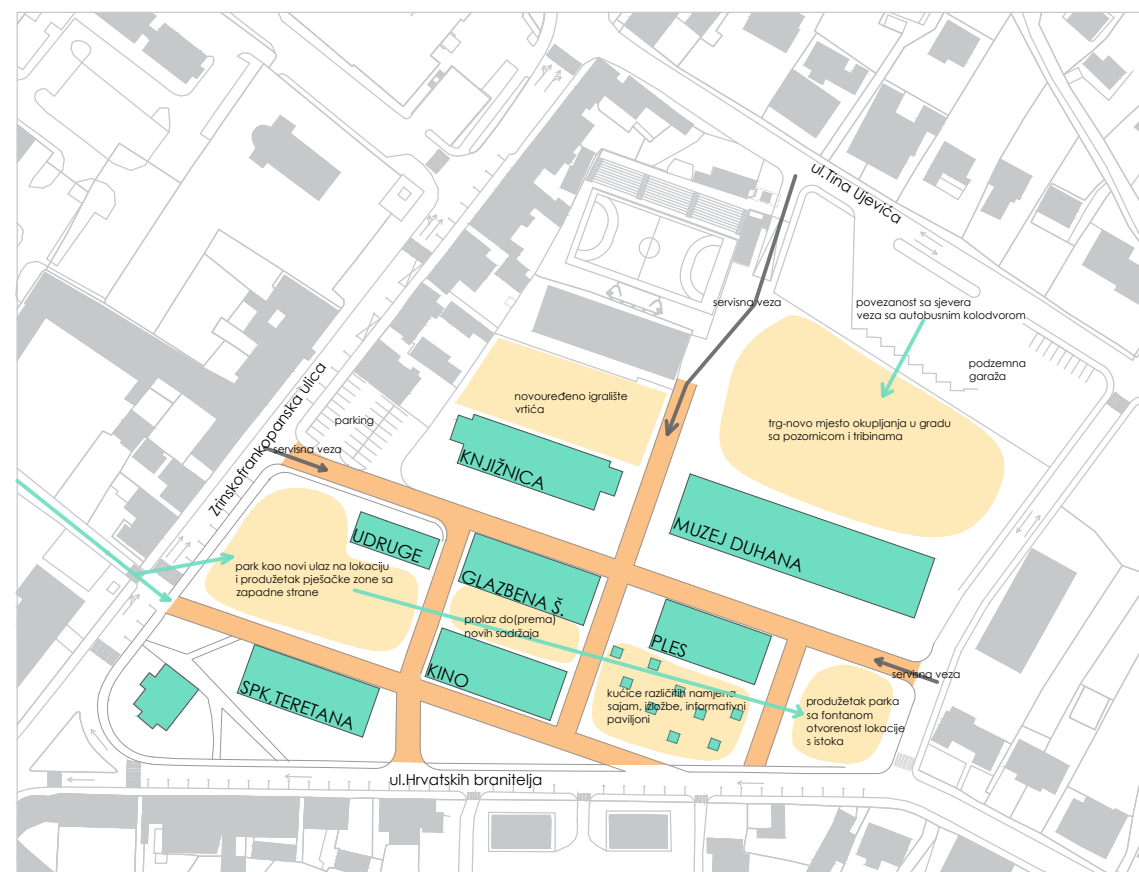 ul.Tina Ujevića
servisna veza
povezanost sa sjevera
veza sa autobusnim kolodvorom
podzemna
garaža
Zrinskofrankopanska ulica
novouređeno igralište
vrtića
parking
trg-novo mjesto okupljanja u gradu
sa pozornicom i tribinama
servisna veza
KNJIŽNICA
MUZEJ DUHANA
UDRUGE
park kao novi ulaz na lokaciju
i produžetak pješačke zone sa
zapadne strane
GLAZBENA Š.
prolaz do(prema)
novih sadržaja
PLES
KINO
servisna veza
SPK,TERETANA
kućice različitih namjena
sajam, izložbe, informativni
paviljoni
produžetak parka
sa fontanom
otvorenost lokacije
s istoka
ul.Hrvatskih branitelja